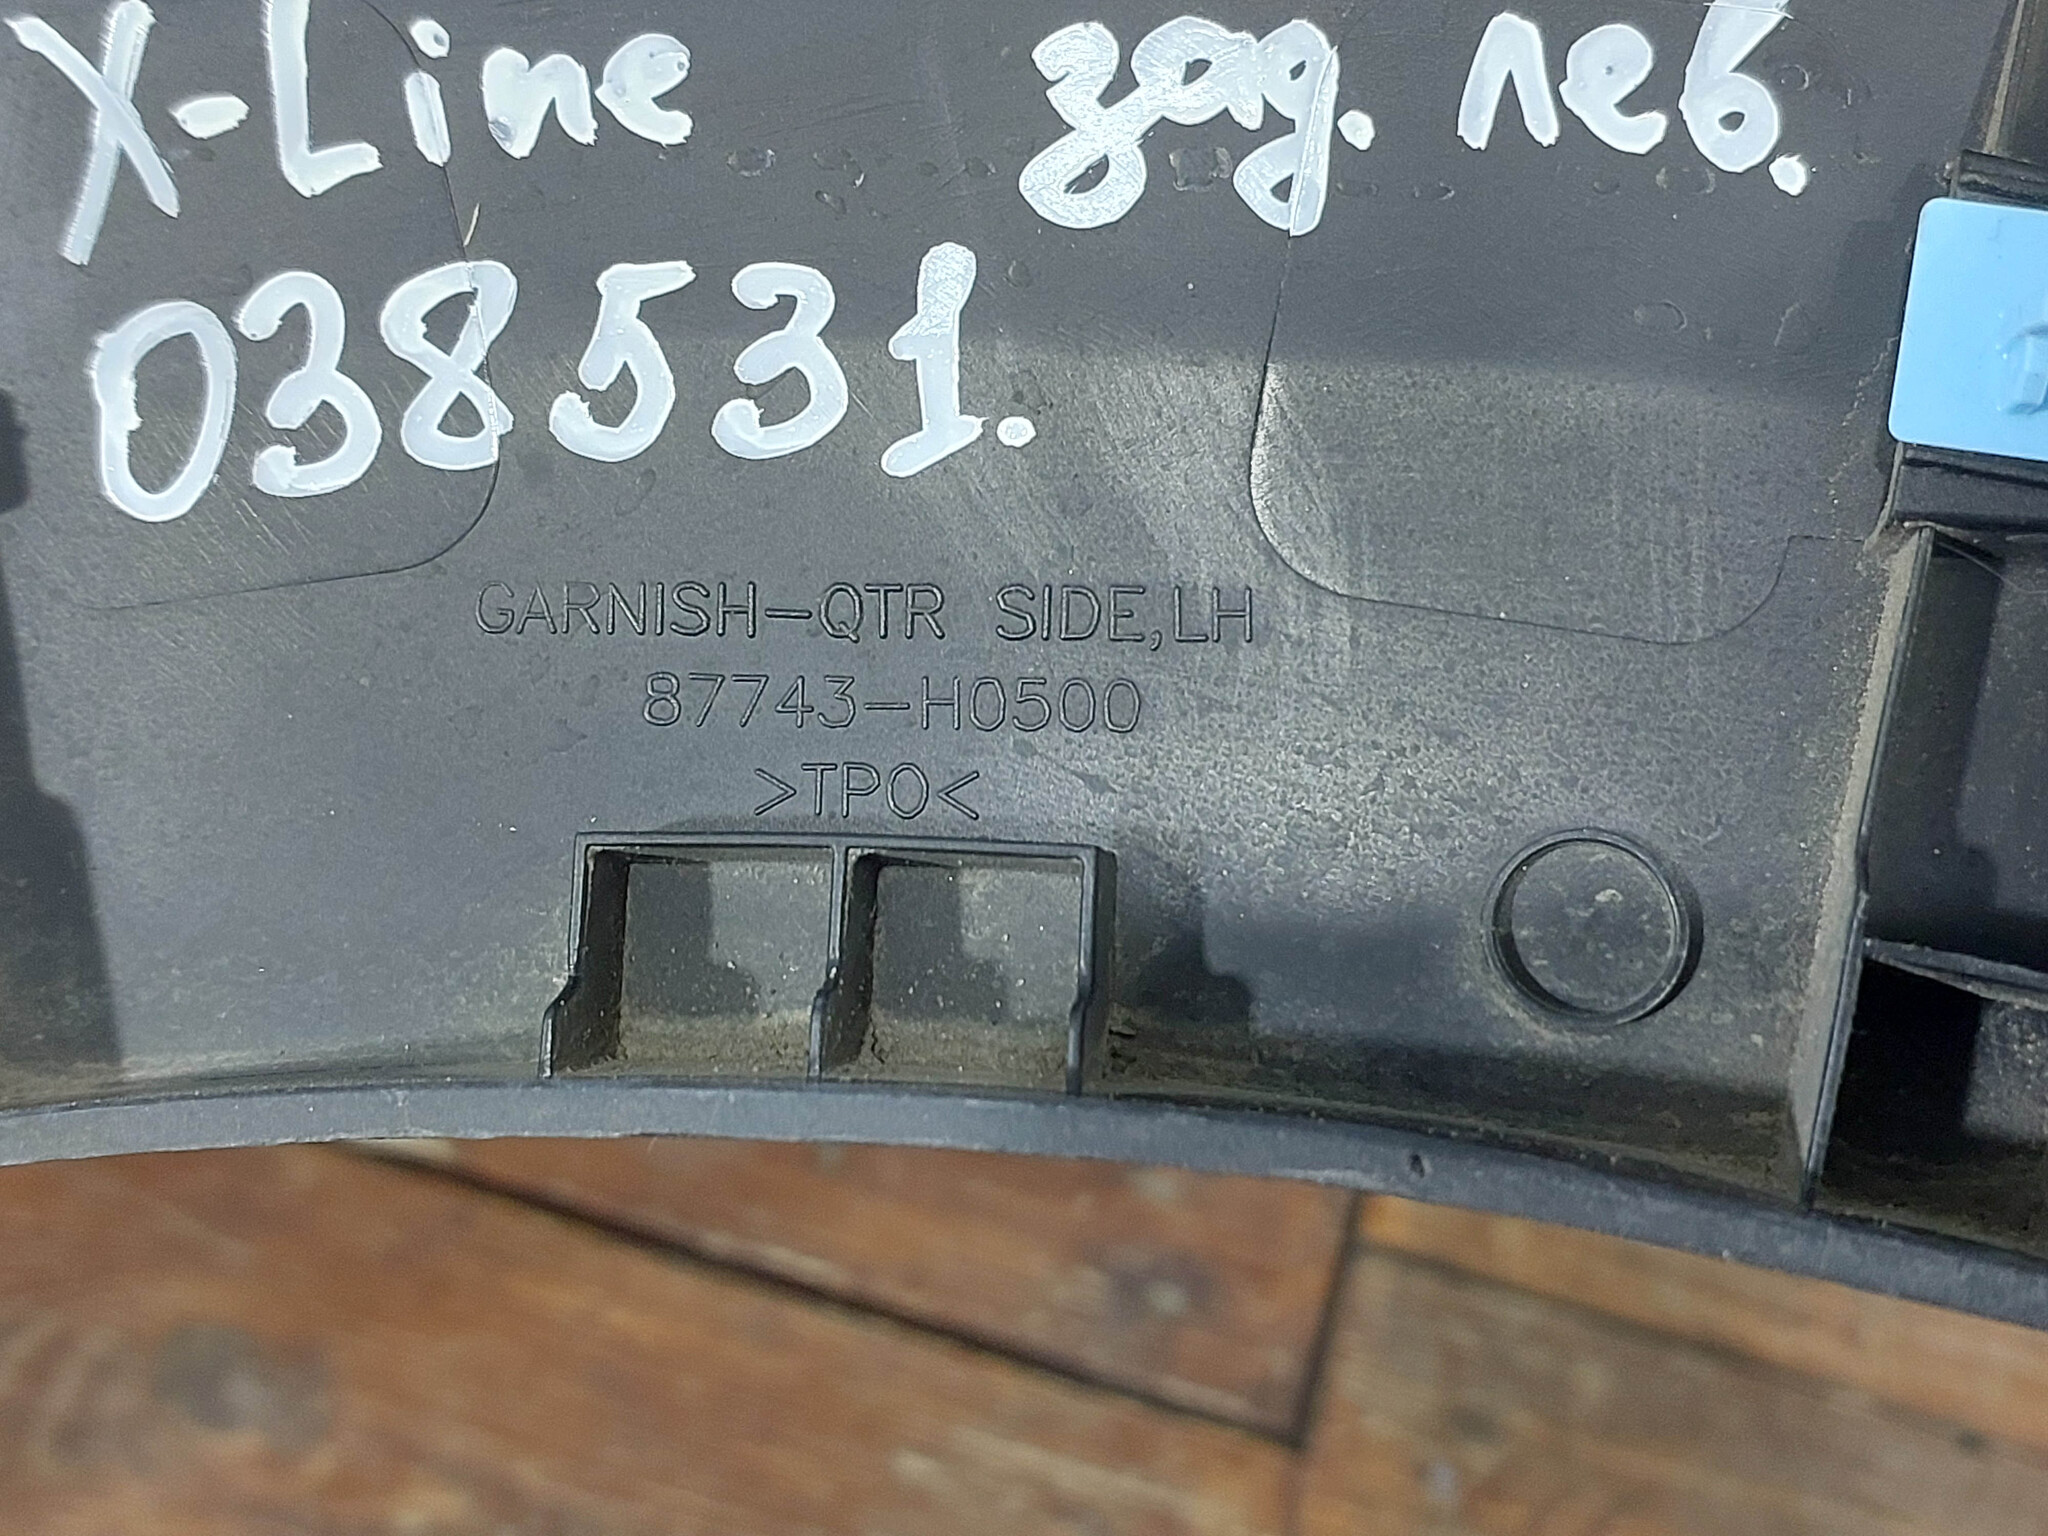 X-Line зад. лев.
038531.
GARNISH-QTR SIDE,LH
87743-H0500
>TPO<